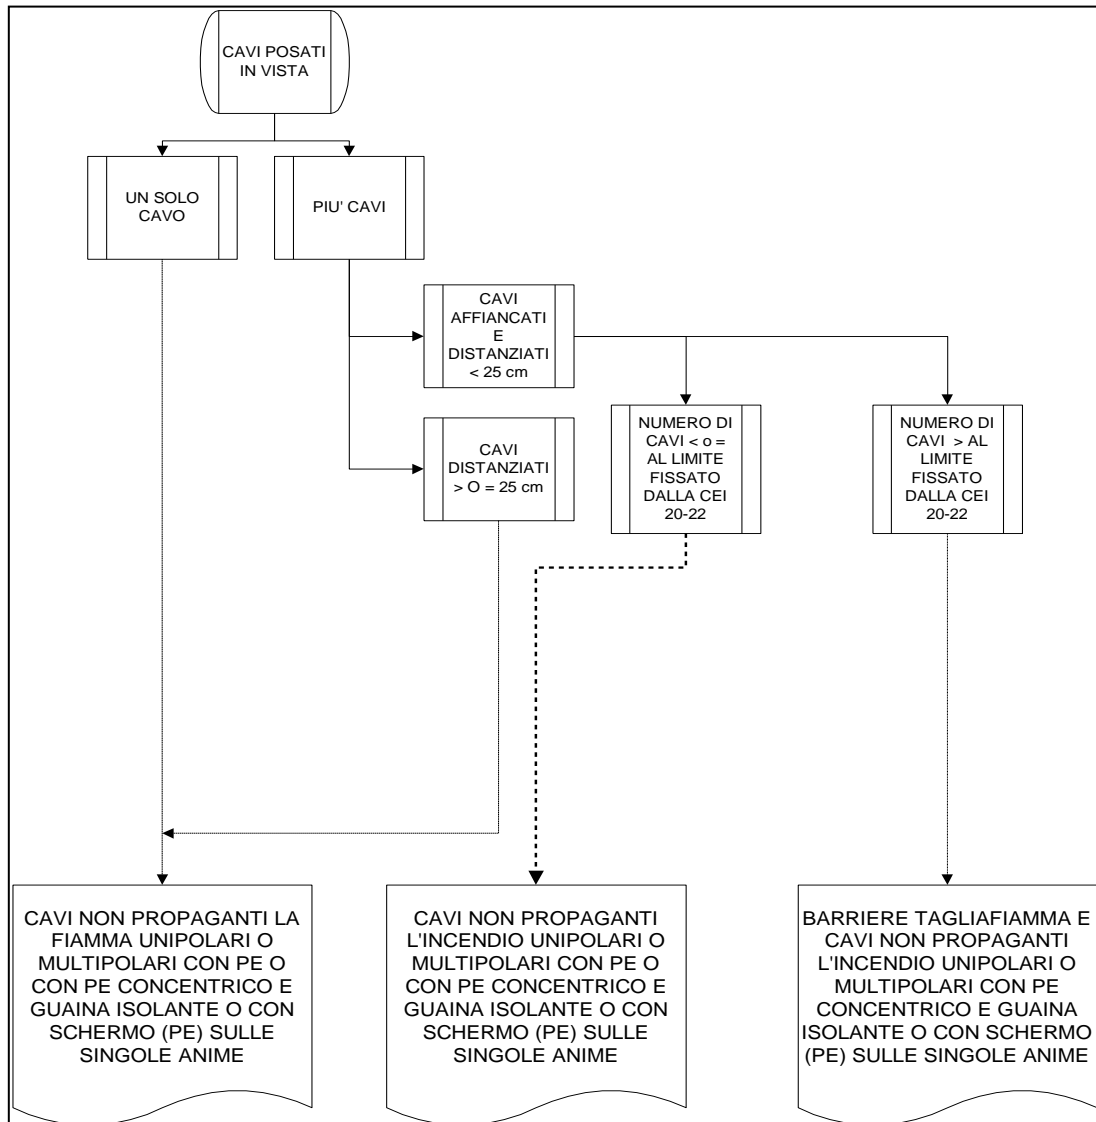 CAVI POSATI
IN VISTA
UN SOLO
CAVO
PIU' CAVI
CAVI
AFFIANCATI
E
DISTANZIATI
< 25 cm
CAVI
DISTANZIATI
> O = 25 cm
NUMERO DI
CAVI < o =
AL LIMITE
FISSATO
DALLA CEI
20-22
NUMERO DI
CAVI > AL
LIMITE
FISSATO
DALLA CEI
20-22
CAVI NON PROPAGANTI LA
FIAMMA UNIPOLARI O
MULTIPOLARI CON PE O
CON PE CONCENTRICO E
GUAINA ISOLANTE O CON
SCHERMO (PE) SULLE
SINGOLE ANIME
CAVI NON PROPAGANTI
L'INCENDIO UNIPOLARI O
MULTIPOLARI CON PE O
CON PE CONCENTRICO E
GUAINA ISOLANTE O CON
SCHERMO (PE) SULLE
SINGOLE ANIME
BARRIERE TAGLIAFIAMMA E
CAVI NON PROPAGANTI
L'INCENDIO UNIPOLARI O
MULTIPOLARI CON PE
CONCENTRICO E GUAINA
ISOLANTE O CON SCHERMO
(PE) SULLE SINGOLE ANIME